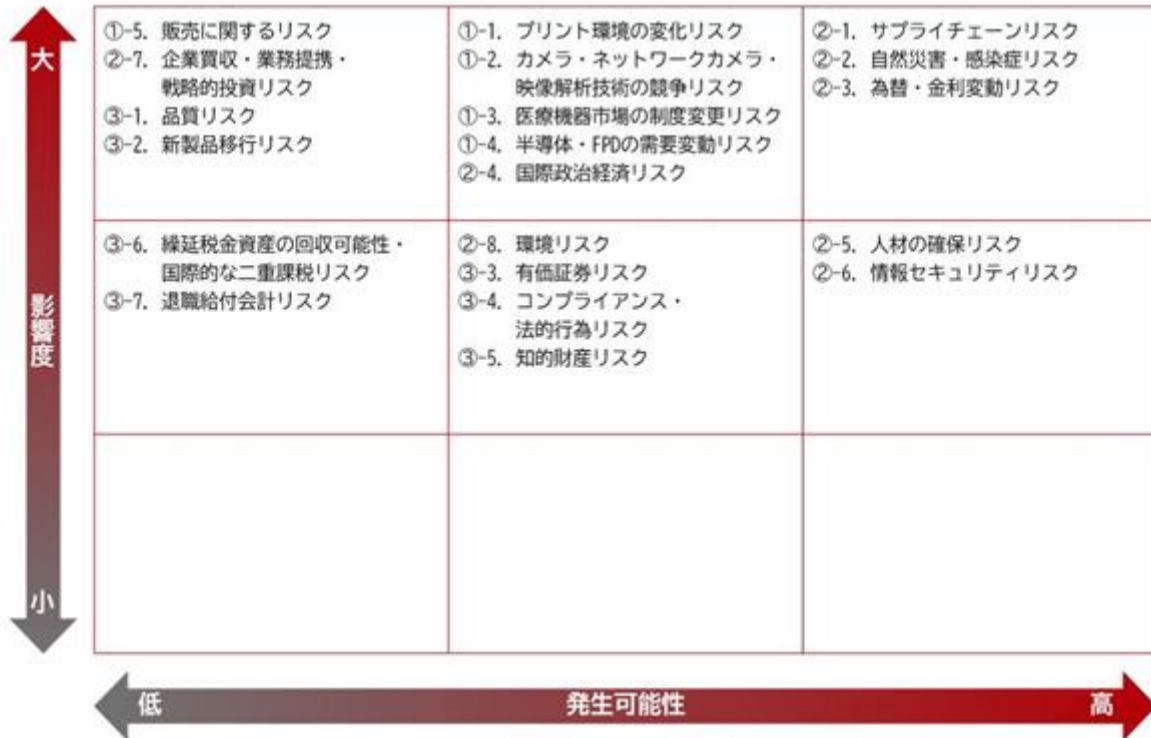 大
影響度
小
①-5. 販売に関するリスク
②-7. 企業買収・業務提携・
戦略的投資リスク
③-1. 品質リスク
③-2. 新製品移行リスク
①-1. プリント環境の変化リスク
①-2. カメラ・ネットワークカメラ・
映像解析技術の競争リスク
①-3. 医療機器市場の制度変更リスク
①-4. 半導体・FPDの需要変動リスク
②-4. 国際政治経済リスク
②-1. サプライチェーンリスク
②-2. 自然災害・感染症リスク
②-3. 為替・金利変動リスク
③-6. 繰延税金資産の回収可能性・
国際的な二重課税リスク
③-7. 退職給付会計リスク
②-8. 環境リスク
③-3. 有価証券リスク
③-4. コンプライアンス・
法的行為リスク
③-5. 知的財産リスク
②-5. 人材の確保リスク
②-6. 情報セキュリティリスク
低
発生可能性
高